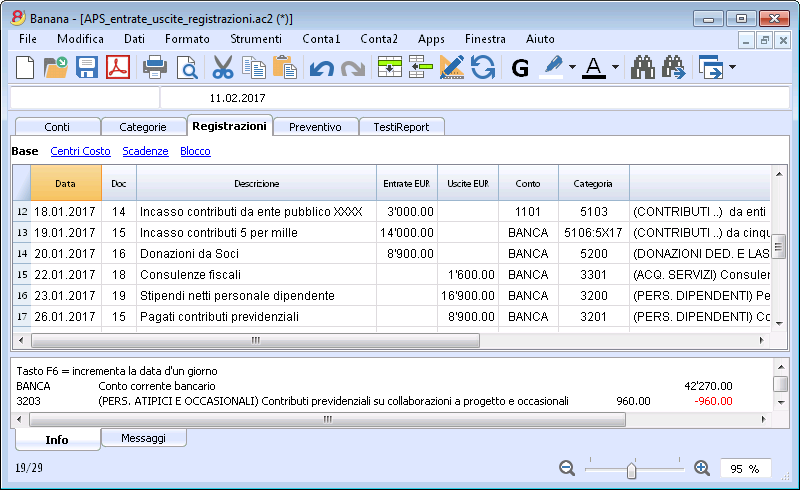 Banana - [APS_entrate_uscite_registrazioni.ac2 (*)]
File Modifica Dati Formato Strumenti Conta1 Conta2 Apps Finestra Aiuto
G A
11.02.2017
Conti Categorie Registrazioni Preventivo TestiReport
Base Centri Costo Scadenze Blocco
Data Doc Descrizione Entrate EUR Uscite EUR Conto Categoria
12 18.01.2017 14 Incasso contributi da ente pubblico XXXX 3'000.00 1101 5103 (CONTRIBUTI ..) da enti
13 19.01.2017 15 Incasso contributi 5 per mille 14'000.00 BANCA 5106:5X17 (CONTRIBUTI ..) da cinqu
14 20.01.2017 16 Donazioni da Soci 8'900.00 BANCA 5200 (DONAZIONI DED. E LAS
15 22.01.2017 18 Consulenze fiscali 1'600.00 BANCA 3301 (ACQ. SERVIZI) Consulen
16 23.01.2017 19 Stipendi netti personale dipendente 16'900.00 BANCA 3200 (PERS. DIPENDENTI) Pe
17 26.01.2017 15 Pagati contributi previdenziali 8'900.00 BANCA 3201 (PERS. DIPENDENTI) Co
Tasto F6 = incrementa la data d'un giorno
BANCA Conto corrente bancario 42'270.00
3203 (PERS. ATIPICI E OCCASIONALI) Contributi previdenziali su collaborazioni a progetto e occasionali 960.00 -960.00
Info Messaggi
19/29 95 %